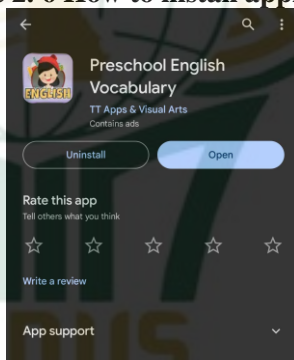 Preschool English
Vocabulary
TT Apps & Visual Arts
Contains ads
ENGLISH
Uninstall
Open
Rate this app
Tell others what you think
Write a review
App support